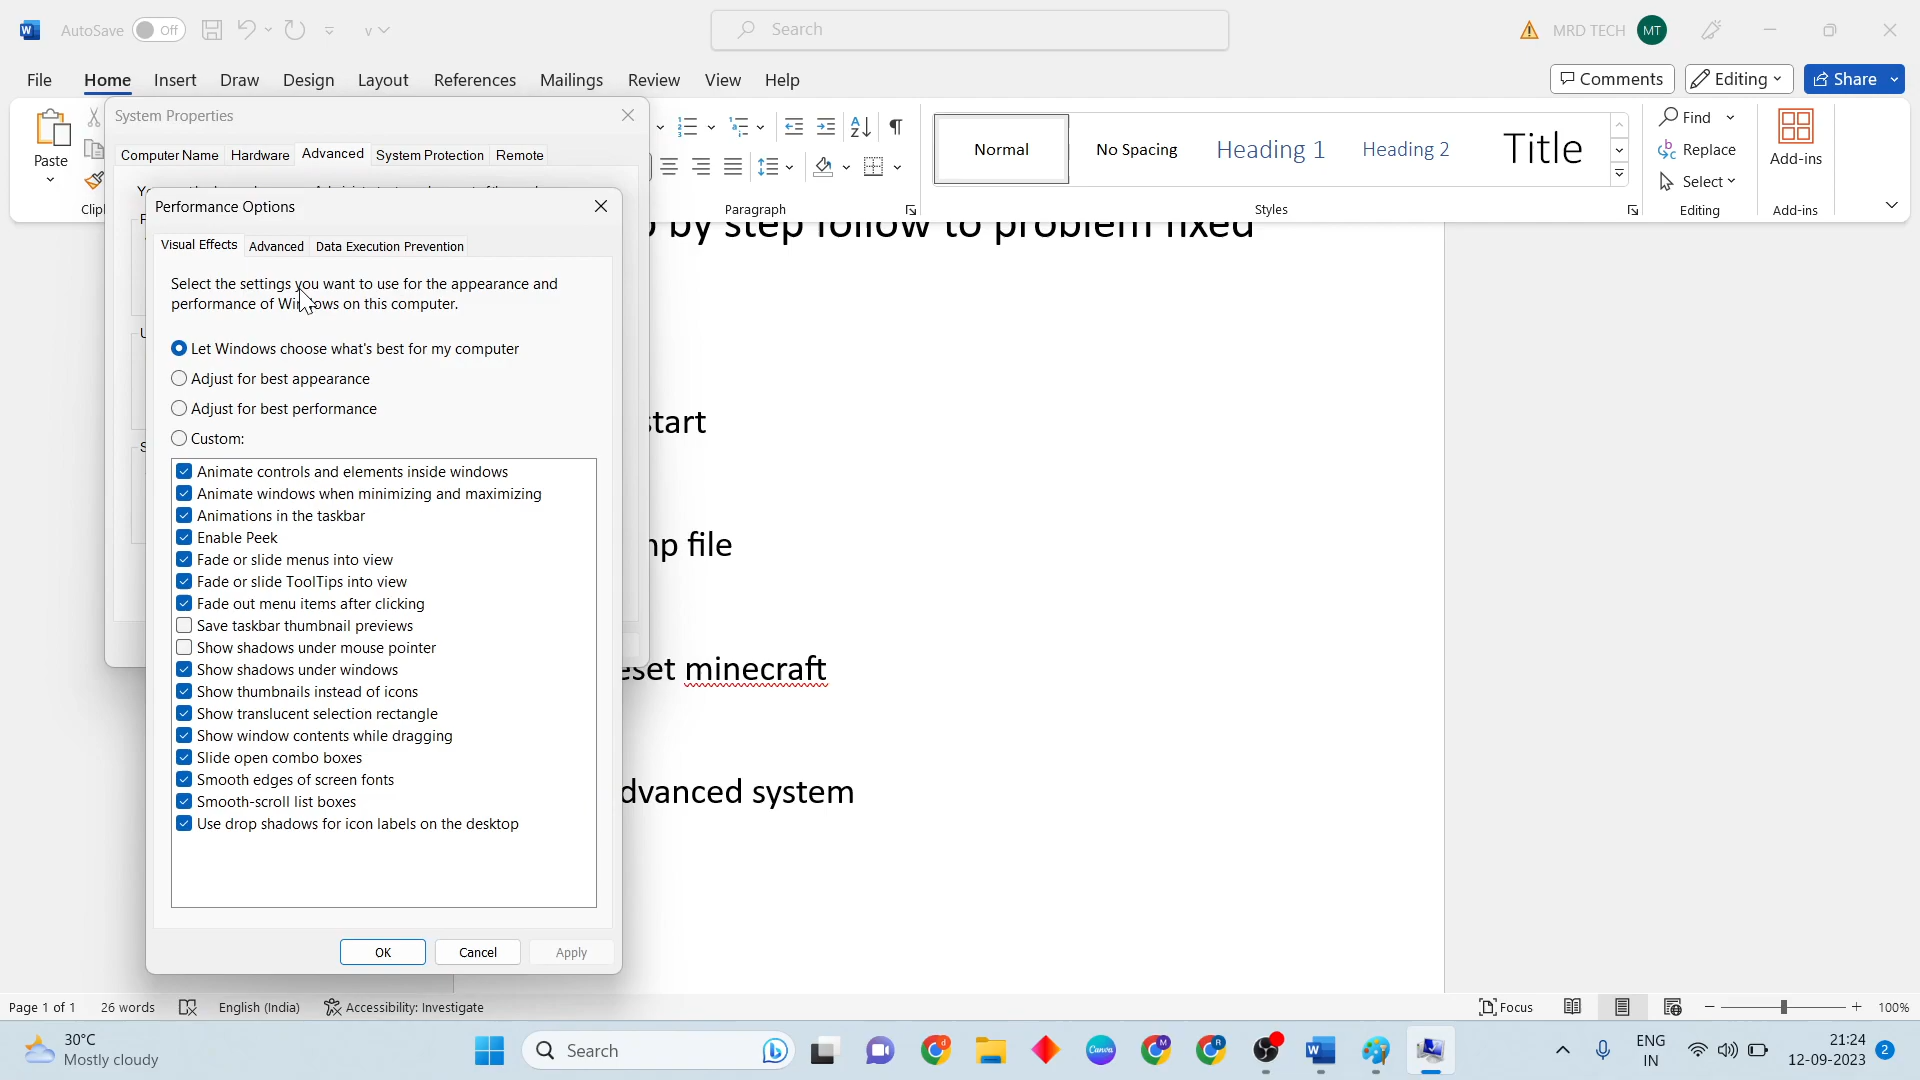 AutoSave Off
v
Search
MRD TECH MT
File Home Insert Draw Design Layout References Mailings Review View Help
Comments Editing Share
Paste
Paragraph
Normal
No Spacing
Heading 1
Heading 2
Title
Styles
Find
Replace
Select
Editing
Add-ins
Add-ins
System Properties
Computer Name Hardware Advanced System Protection Remote
Performance Options
Visual Effects Advanced Data Execution Prevention
Select the settings you want to use for the appearance and
performance of Windows on this computer.
Let Windows choose what's best for my computer
Adjust for best appearance
Adjust for best performance
Custom:
Animate controls and elements inside windows
Animate windows when minimizing and maximizing
Animations in the taskbar
Enable Peek
Fade or slide menus into view
Fade or slide ToolTips into view
Fade out menu items after clicking
Save taskbar thumbnail previews
Show shadows under mouse pointer
Show shadows under windows
Show thumbnails instead of icons
Show translucent selection rectangle
Show window contents while dragging
Slide open combo boxes
Smooth edges of screen fonts
Smooth-scroll list boxes
Use drop shadows for icon labels on the desktop
OK Cancel Apply
by step follow to problem fixed
start
file
minecraft
system
Page 1 of 1 26 words English (India) Accessibility: Investigate
Focus 100%
30°C
Mostly cloudy
Search
Canva
ENG
IN
21:24
12-09-2023
2